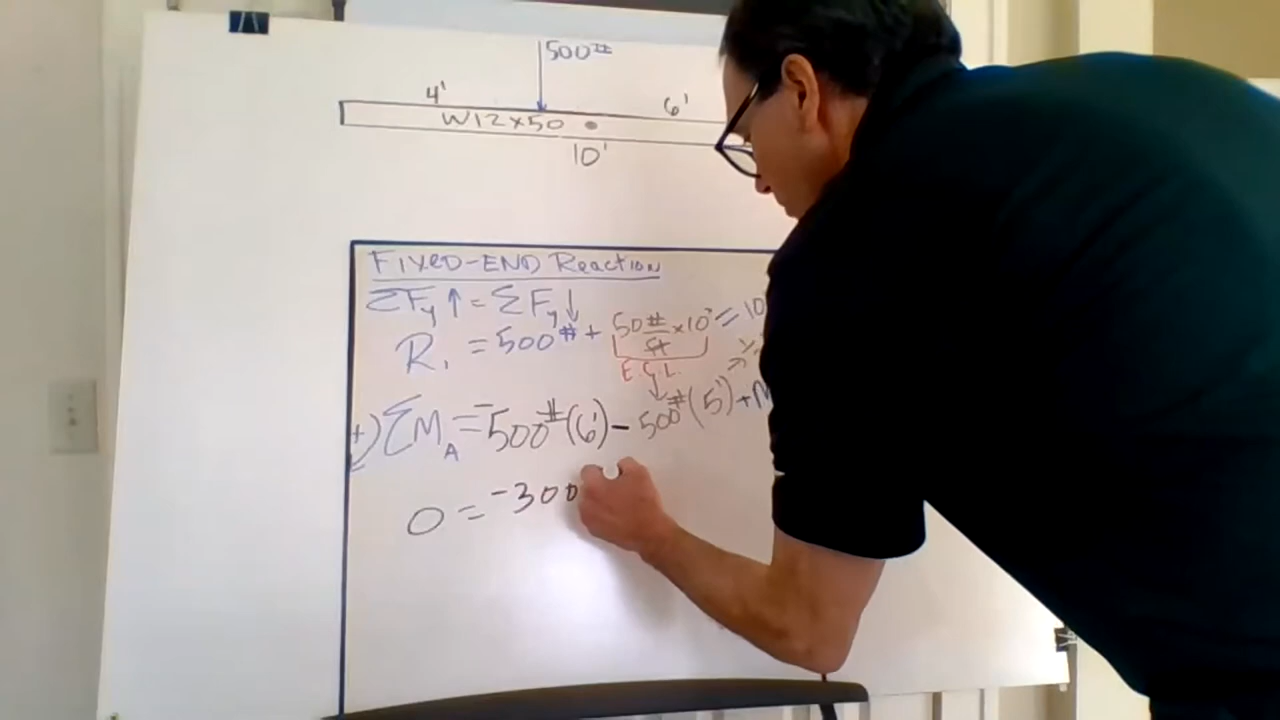 500#
4' 6'
W12x50
10'
FIXED-END Reaction
ΣFy ↑ = ΣFy ↓
R₁ = 500# + 50 #/ft x 10' = 10
E.C.L.
+) ΣM_A = -500#(6') - 500#(5') + M
0 = -300